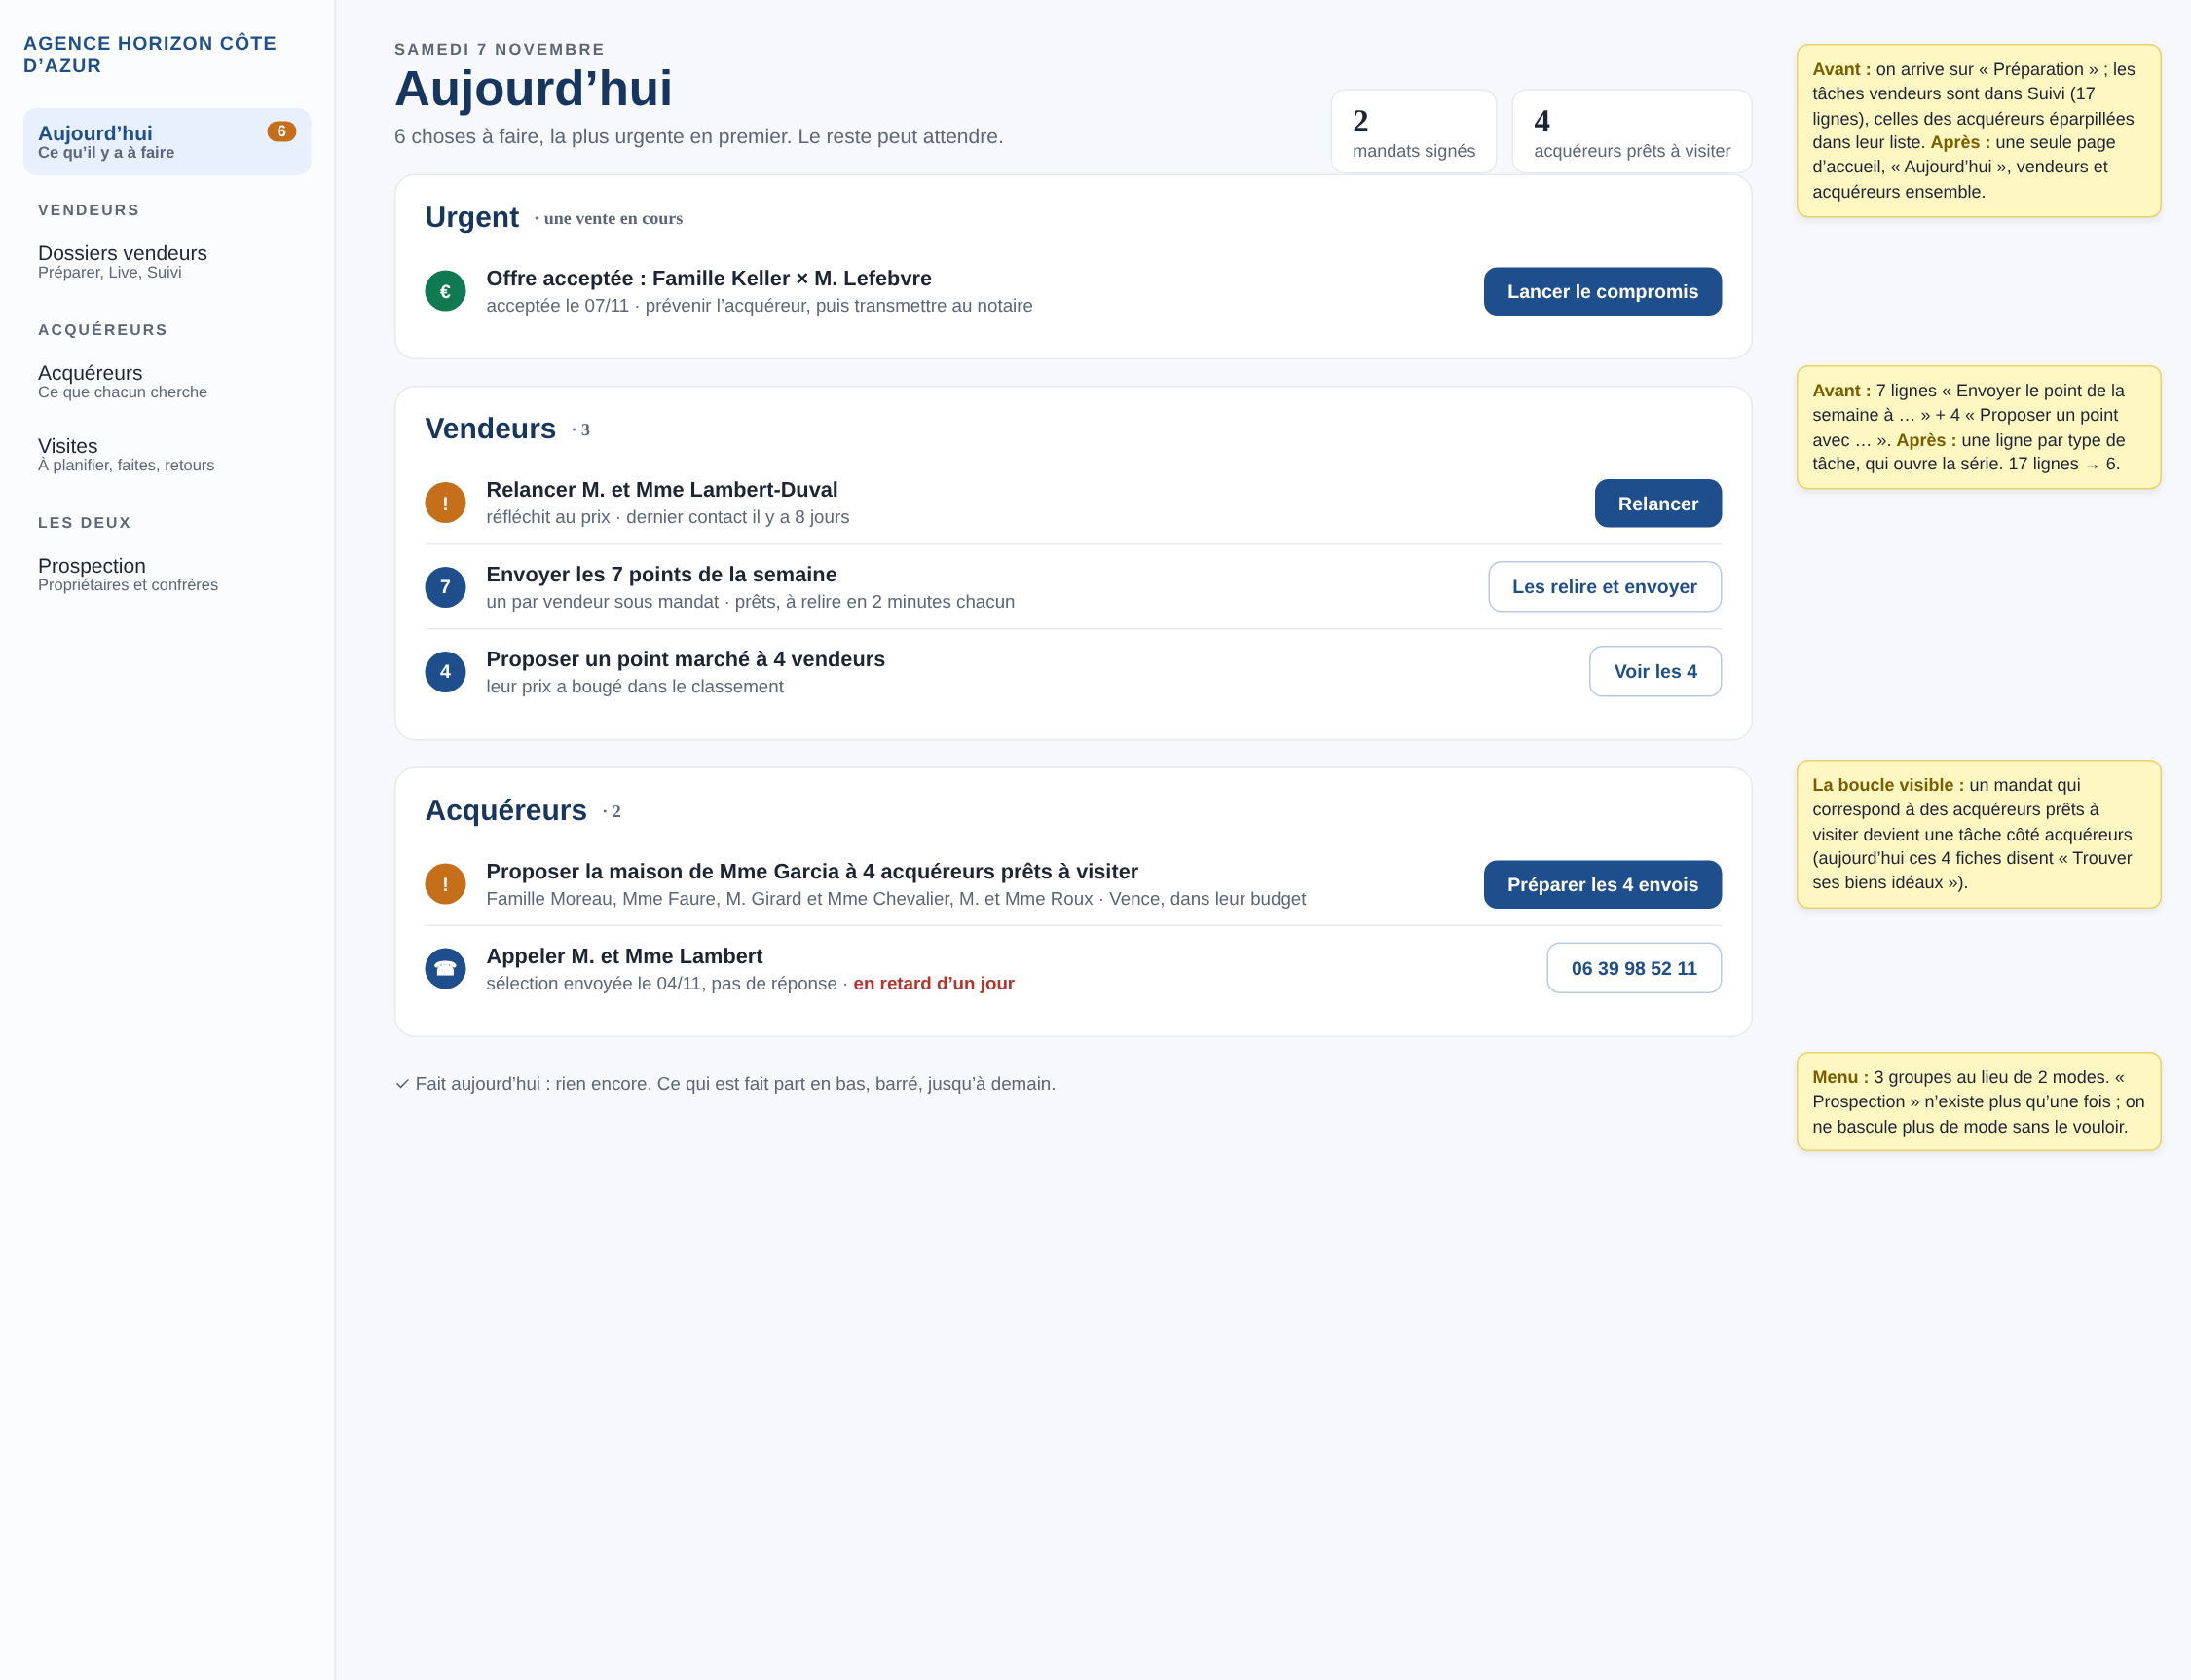 AGENCE HORIZON CÔTE
D’AZUR
Aujourd’hui
6
Ce qu’il y a à faire
VENDEURS
Dossiers vendeurs
Préparer, Live, Suivi
ACQUÉREURS
Acquéreurs
Ce que chacun cherche
Visites
À planifier, faites, retours
LES DEUX
Prospection
Propriétaires et confrères
SAMEDI 7 NOVEMBRE
Aujourd’hui
6 choses à faire, la plus urgente en premier. Le reste peut attendre.
2
mandats signés
4
acquéreurs prêts à visiter
Urgent · une vente en cours
€
Offre acceptée : Famille Keller × M. Lefebvre
acceptée le 07/11 · prévenir l’acquéreur, puis transmettre au notaire
Lancer le compromis
Vendeurs · 3
!
Relancer M. et Mme Lambert-Duval
réfléchit au prix · dernier contact il y a 8 jours
Relancer
7
Envoyer les 7 points de la semaine
un par vendeur sous mandat · prêts, à relire en 2 minutes chacun
Les relire et envoyer
4
Proposer un point marché à 4 vendeurs
leur prix a bougé dans le classement
Voir les 4
Acquéreurs · 2
!
Proposer la maison de Mme Garcia à 4 acquéreurs prêts à visiter
Famille Moreau, Mme Faure, M. Girard et Mme Chevalier, M. et Mme Roux · Vence, dans leur budget
Préparer les 4 envois
☎
Appeler M. et Mme Lambert
sélection envoyée le 04/11, pas de réponse · en retard d’un jour
06 39 98 52 11
✓ Fait aujourd’hui : rien encore. Ce qui est fait part en bas, barré, jusqu’à demain.
Avant : on arrive sur « Préparation » ; les
tâches vendeurs sont dans Suivi (17
lignes), celles des acquéreurs éparpillées
dans leur liste. Après : une seule page
d’accueil, « Aujourd’hui », vendeurs et
acquéreurs ensemble.
Avant : 7 lignes « Envoyer le point de la
semaine à … » + 4 « Proposer un point
avec … ». Après : une ligne par type de
tâche, qui ouvre la série. 17 lignes → 6.
La boucle visible : un mandat qui
correspond à des acquéreurs prêts à
visiter devient une tâche côté acquéreurs
(aujourd’hui ces 4 fiches disent « Trouver
ses biens idéaux »).
Menu : 3 groupes au lieu de 2 modes. «
Prospection » n’existe plus qu’une fois ; on
ne bascule plus de mode sans le vouloir.